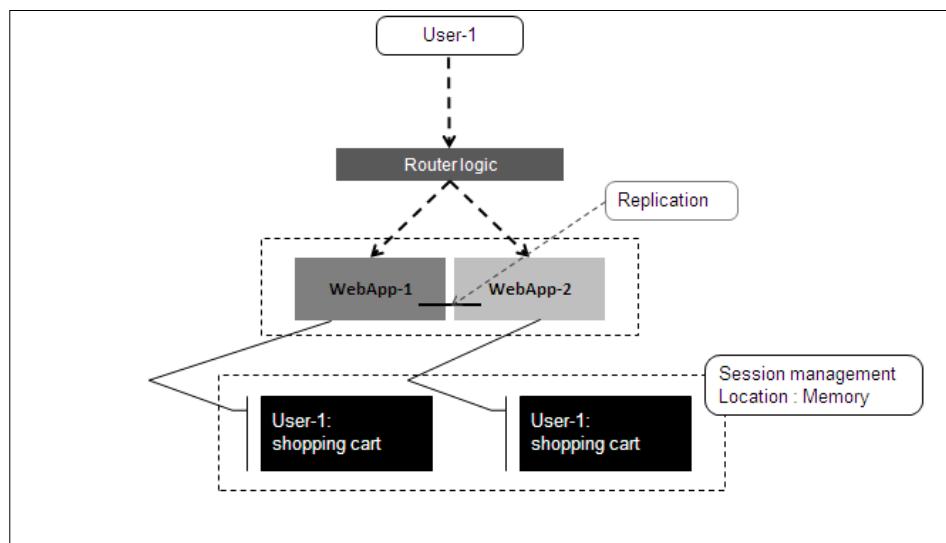 User-1
Router logic
Replication
WebApp-1
WebApp-2
Session management
Location : Memory
User-1:
shopping cart
User-1:
shopping cart